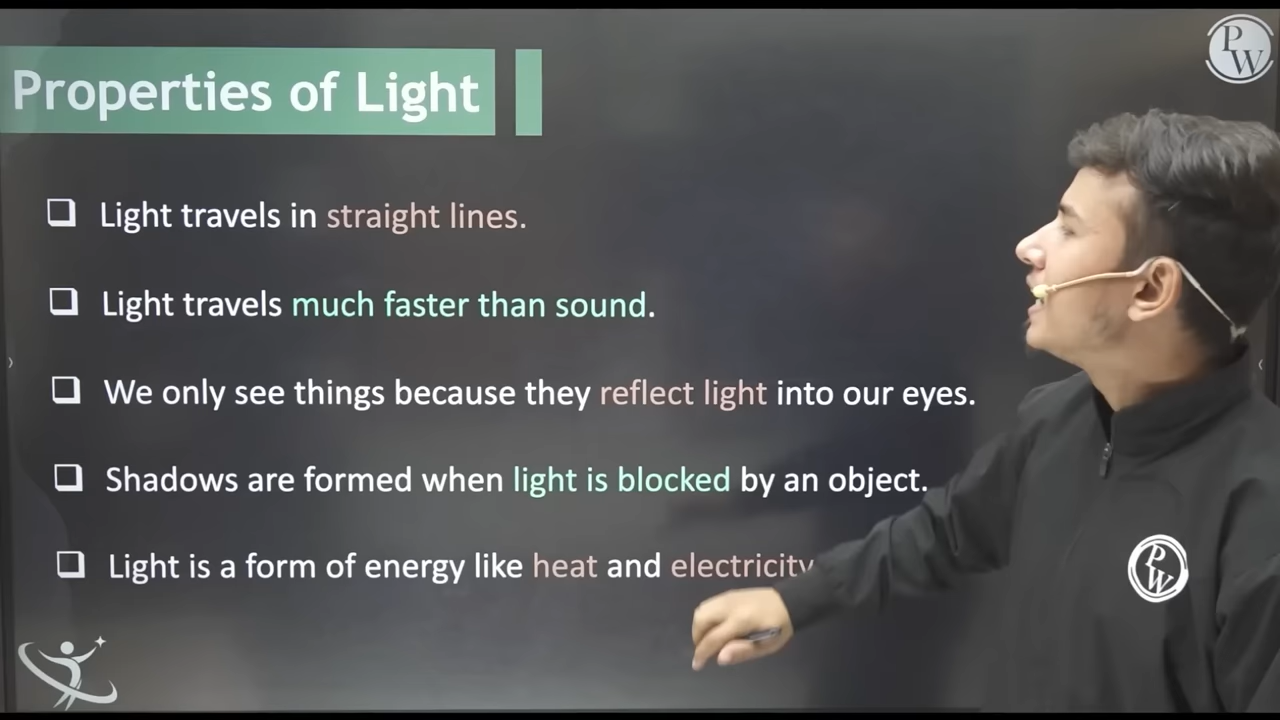 Properties of Light
PW
Light travels in straight lines.
Light travels much faster than sound.
We only see things because they reflect light into our eyes.
Shadows are formed when light is blocked by an object.
Light is a form of energy like heat and electricity
PW